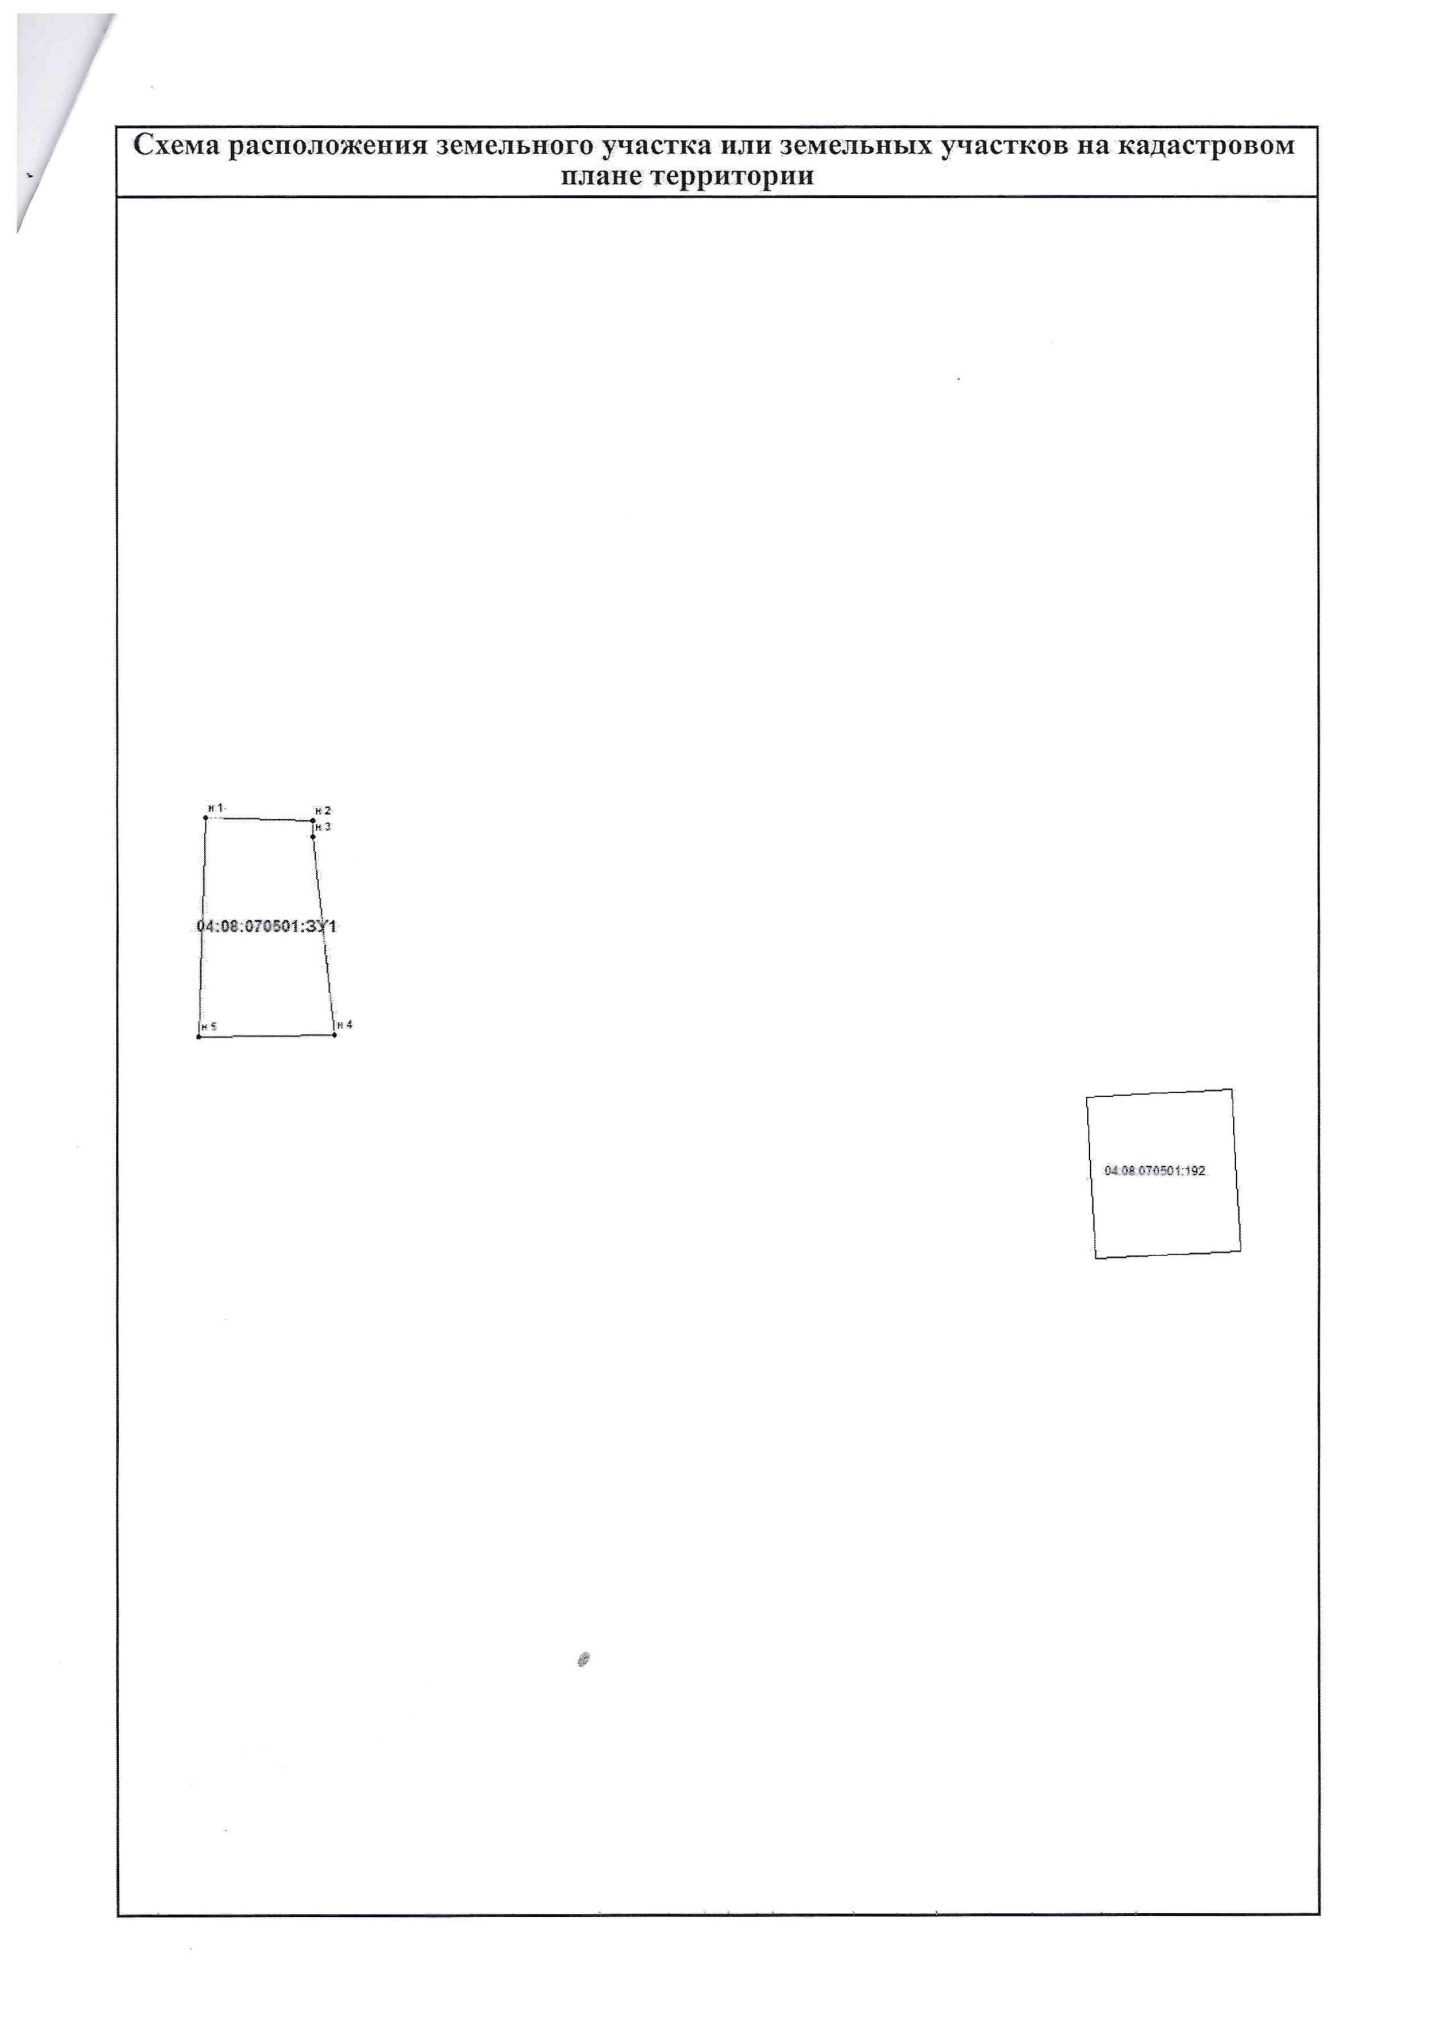 Схема расположения земельного участка или земельных участков на кадастровом
плане территории
н 1
н 2
н 3
04:08:070501:ЗУ1
н 5
н 4
04:08:070501:192